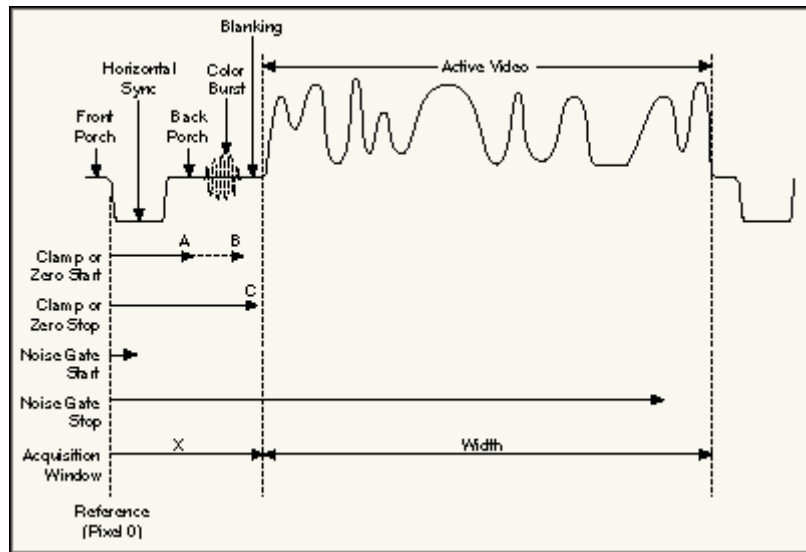 Blanking
Horizontal
Sync
Color
Burst
Active Video
Front
Porch
Back
Porch
A
B
Clamp or
Zero Start
C
Clamp or
Zero Stop
Noise Gate
Start
Noise Gate
Stop
X
Width
Acquisition
Window
Reference
(Pixel 0)